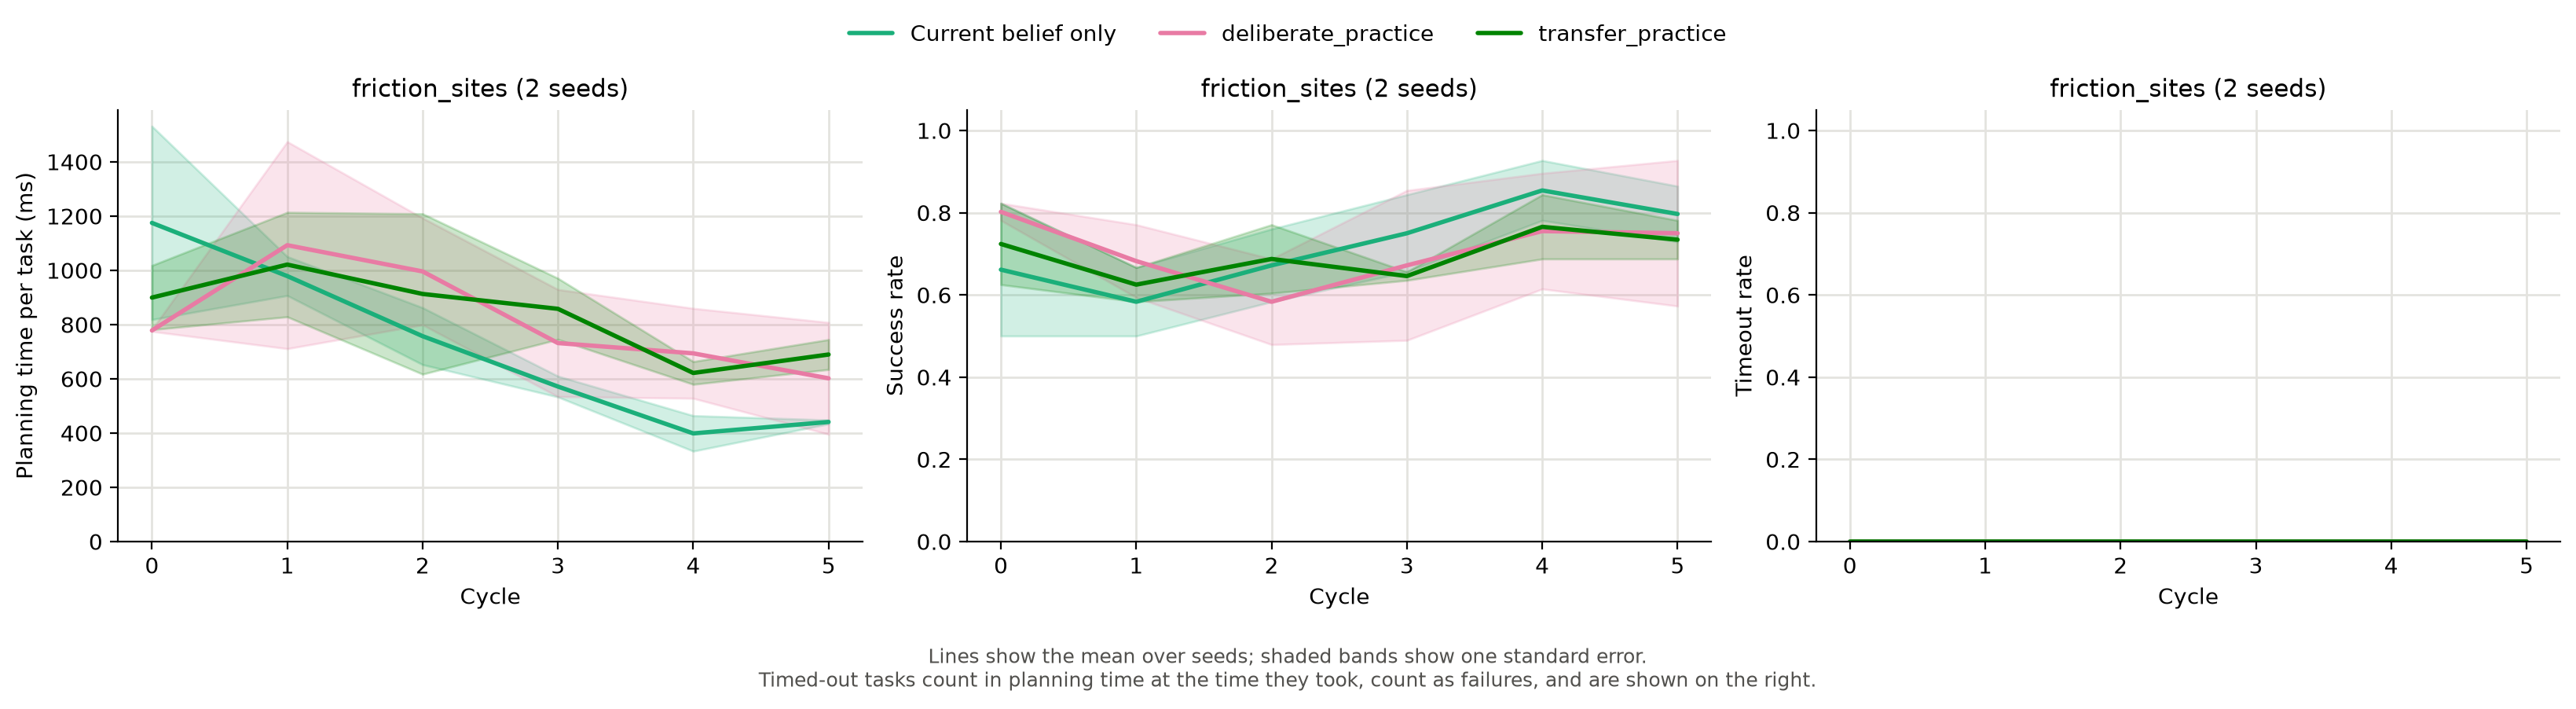 Current belief only
deliberate_practice
transfer_practice
friction_sites (2 seeds)
Planning time per task (ms)
1400
1200
1000
800
600
400
200
0
0 1 2 3 4 5
Cycle
friction_sites (2 seeds)
Success rate
1.0
0.8
0.6
0.4
0.2
0.0
0 1 2 3 4 5
Cycle
friction_sites (2 seeds)
Timeout rate
1.0
0.8
0.6
0.4
0.2
0.0
0 1 2 3 4 5
Cycle
Lines show the mean over seeds; shaded bands show one standard error.
Timed-out tasks count in planning time at the time they took, count as failures, and are shown on the right.